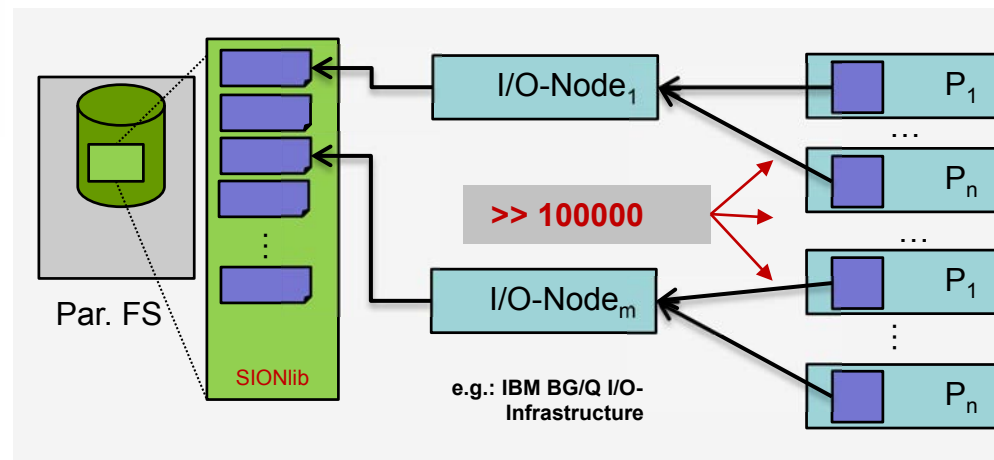 I/O-Node₁
P₁
...
Pₙ
>> 100000
...
...
P₁
I/O-Nodeₘ
Par. FS
...
SIONlib
e.g.: IBM BG/Q I/O-
Infrastructure
Pₙ